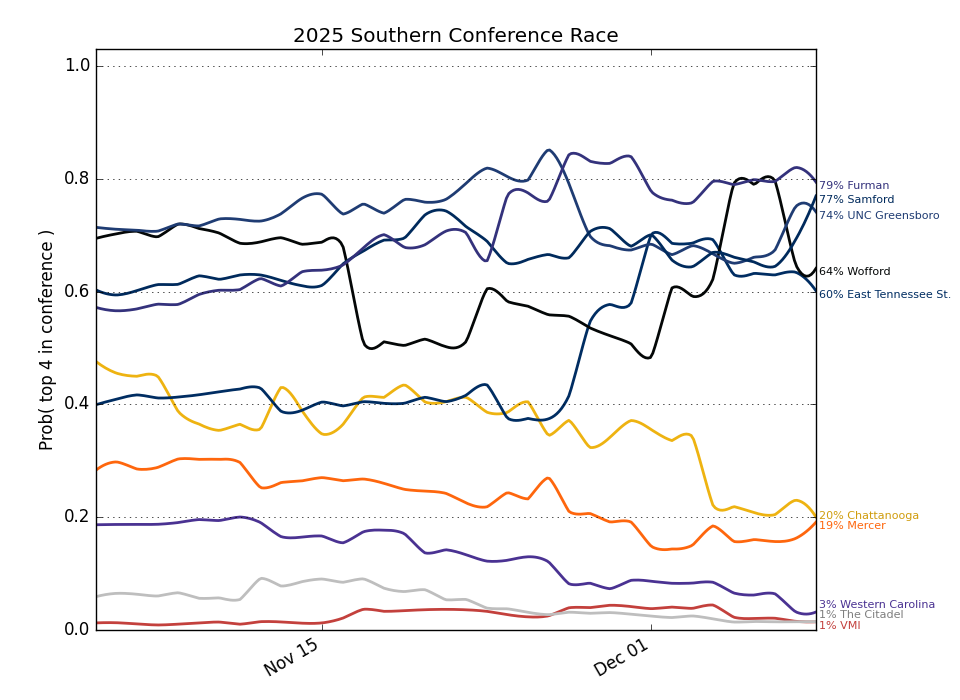 2025 Southern Conference Race
Prob( top 4 in conference )
1.0
0.8
0.6
0.4
0.2
0.0
Nov 15
Dec 01
79% Furman
77% Samford
74% UNC Greensboro
64% Wofford
60% East Tennessee St.
20% Chattanooga
19% Mercer
3% Western Carolina
1% The Citadel
1% VMI